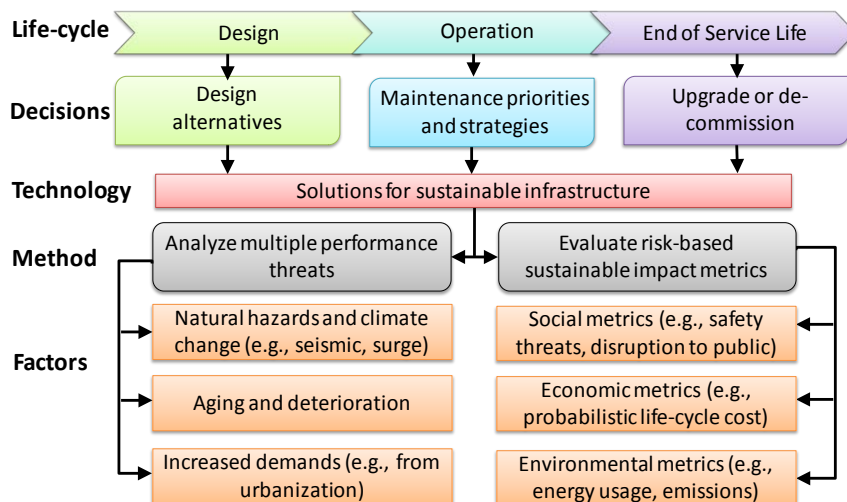 Life-cycle
Design
Operation
End of Service Life
Decisions
Design
alternatives
Maintenance priorities
and strategies
Upgrade or de-
commission
Technology
Solutions for sustainable infrastructure
Method
Analyze multiple performance
threats
Evaluate risk-based
sustainable impact metrics
Factors
Natural hazards and climate
change (e.g., seismic, surge)
Social metrics (e.g., safety
threats, disruption to public)
Aging and deterioration
Economic metrics (e.g.,
probabilistic life-cycle cost)
Increased demands (e.g., from
urbanization)
Environmental metrics (e.g.,
energy usage, emissions)